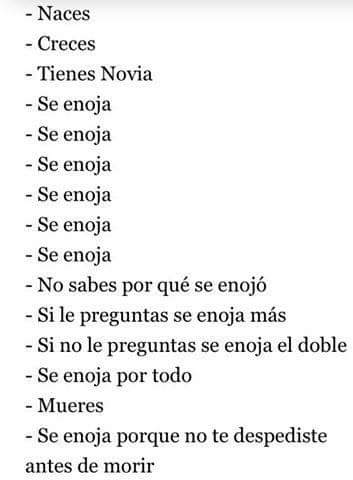 - Naces
- Creces
- Tienes Novia
- Se enoja
- Se enoja
- Se enoja
- Se enoja
- Se enoja
- Se enoja
- No sabes por qué se enojó
- Si le preguntas se enoja más
- Si no le preguntas se enoja el doble
- Se enoja por todo
- Mueres
- Se enoja porque no te despediste
antes de morir